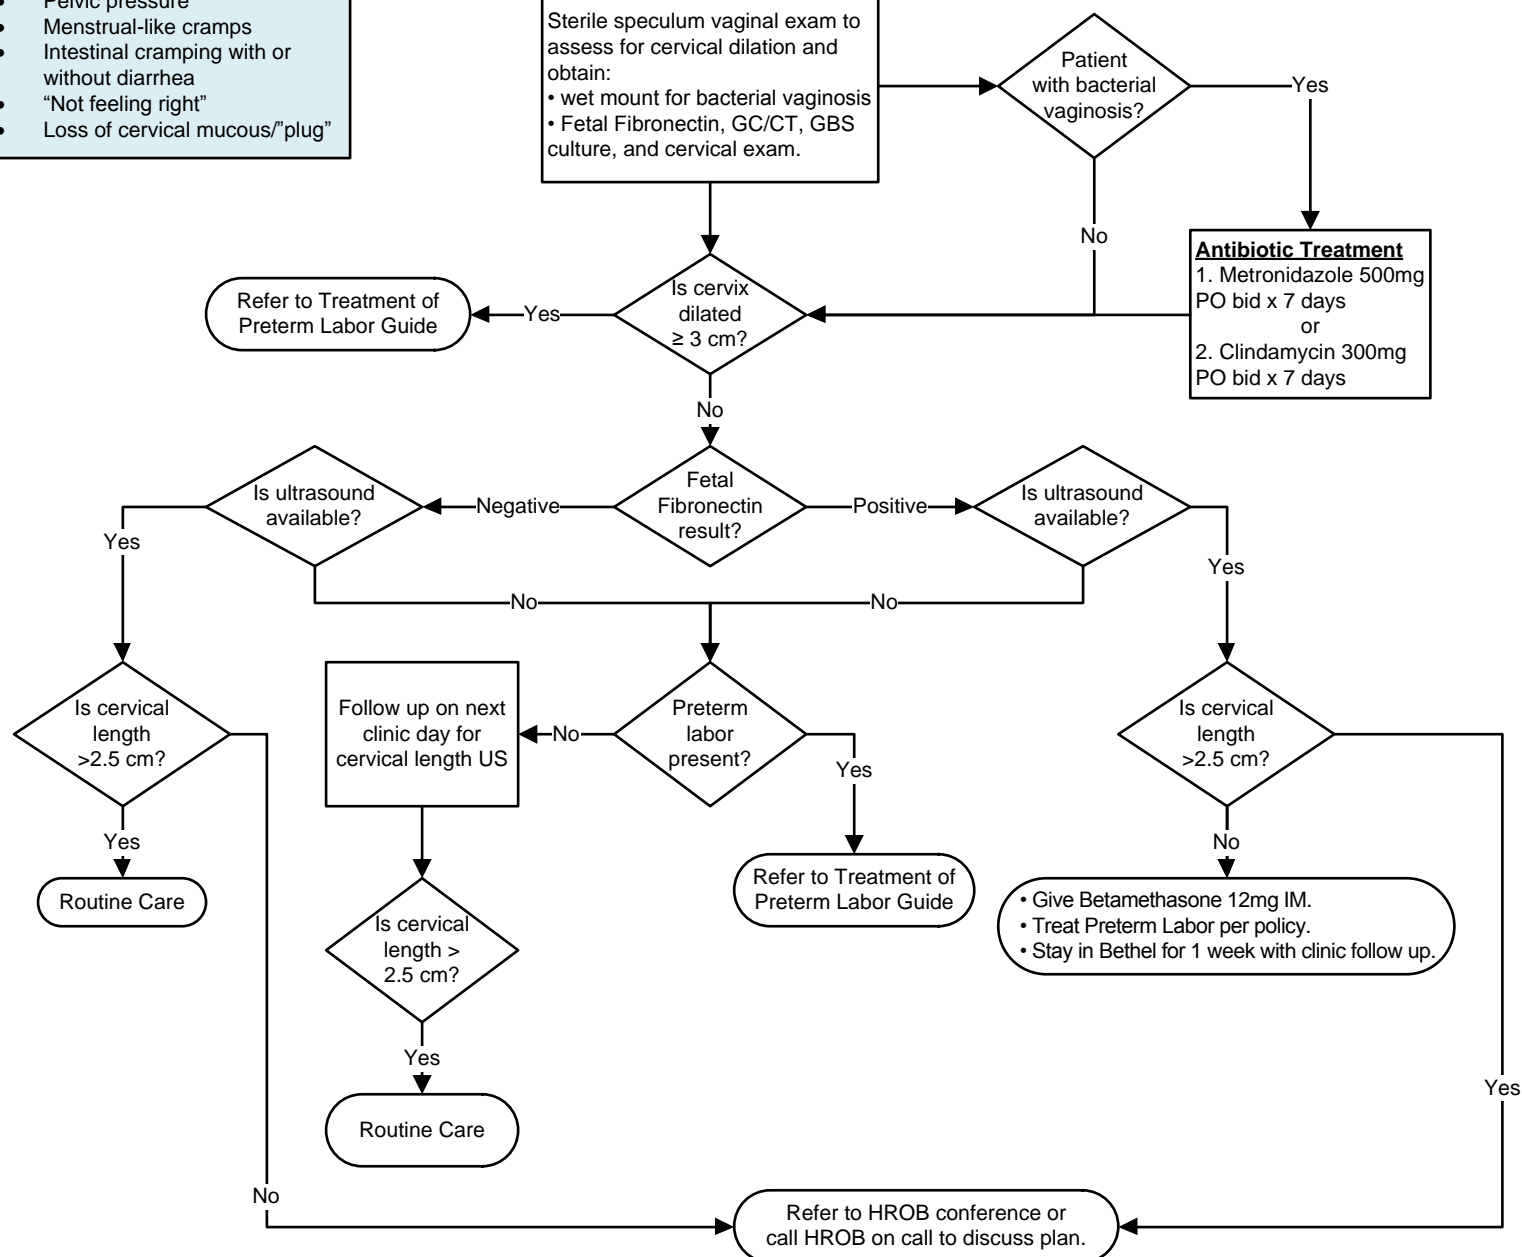 • Pelvic pressure
• Menstrual-like cramps
• Intestinal cramping with or
without diarrhea
• “Not feeling right”
• Loss of cervical mucous/”plug”
Sterile speculum vaginal exam to
assess for cervical dilation and
obtain:
• wet mount for bacterial vaginosis
• Fetal Fibronectin, GC/CT, GBS
culture, and cervical exam.
Patient
with bacterial
vaginosis?
Yes
No
Antibiotic Treatment
1. Metronidazole 500mg
PO bid x 7 days
or
2. Clindamycin 300mg
PO bid x 7 days
Is cervix
dilated
≥ 3 cm?
Yes
Refer to Treatment of
Preterm Labor Guide
No
Fetal
Fibronectin
result?
Negative
Positive
Is ultrasound
available?
Is ultrasound
available?
Yes
No
No
Yes
Is cervical
length
>2.5 cm?
Yes
Routine Care
No
Follow up on next
clinic day for
cervical length US
No
Preterm
labor
present?
Yes
Refer to Treatment of
Preterm Labor Guide
Is cervical
length >
2.5 cm?
Yes
Routine Care
Is cervical
length
>2.5 cm?
No
• Give Betamethasone 12mg IM.
• Treat Preterm Labor per policy.
• Stay in Bethel for 1 week with clinic follow up.
Yes
Refer to HROB conference or
call HROB on call to discuss plan.